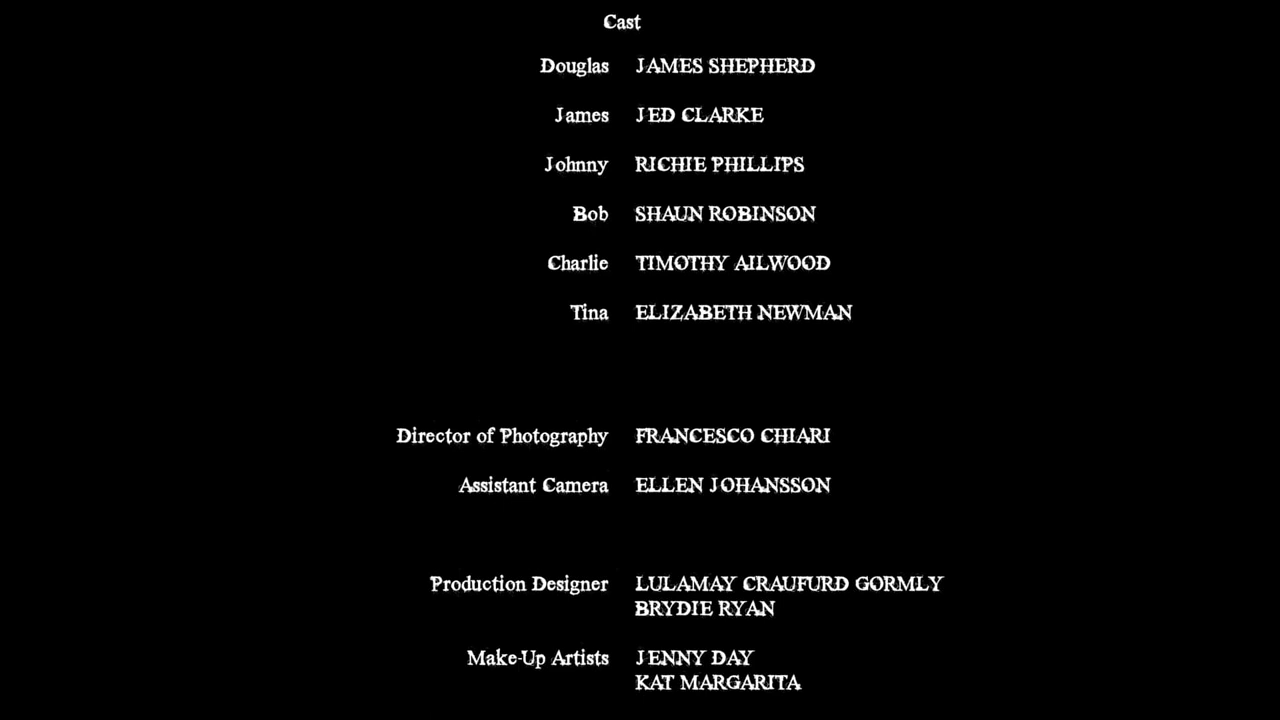 Cast
Douglas JAMES SHEPHERD
James JED CLARKE
Johnny RICHIE PHILLIPS
Bob SHAUN ROBINSON
Charlie TIMOTHY AILWOOD
Tina ELIZABETH NEWMAN
Director of Photography FRANCESCO CHIARI
Assistant Camera ELLEN JOHANSSON
Production Designer LULAMAY CRAUFURD GORMLY
BRYDIE RYAN
Make-Up Artists JENNY DAY
KAT MARGARITA